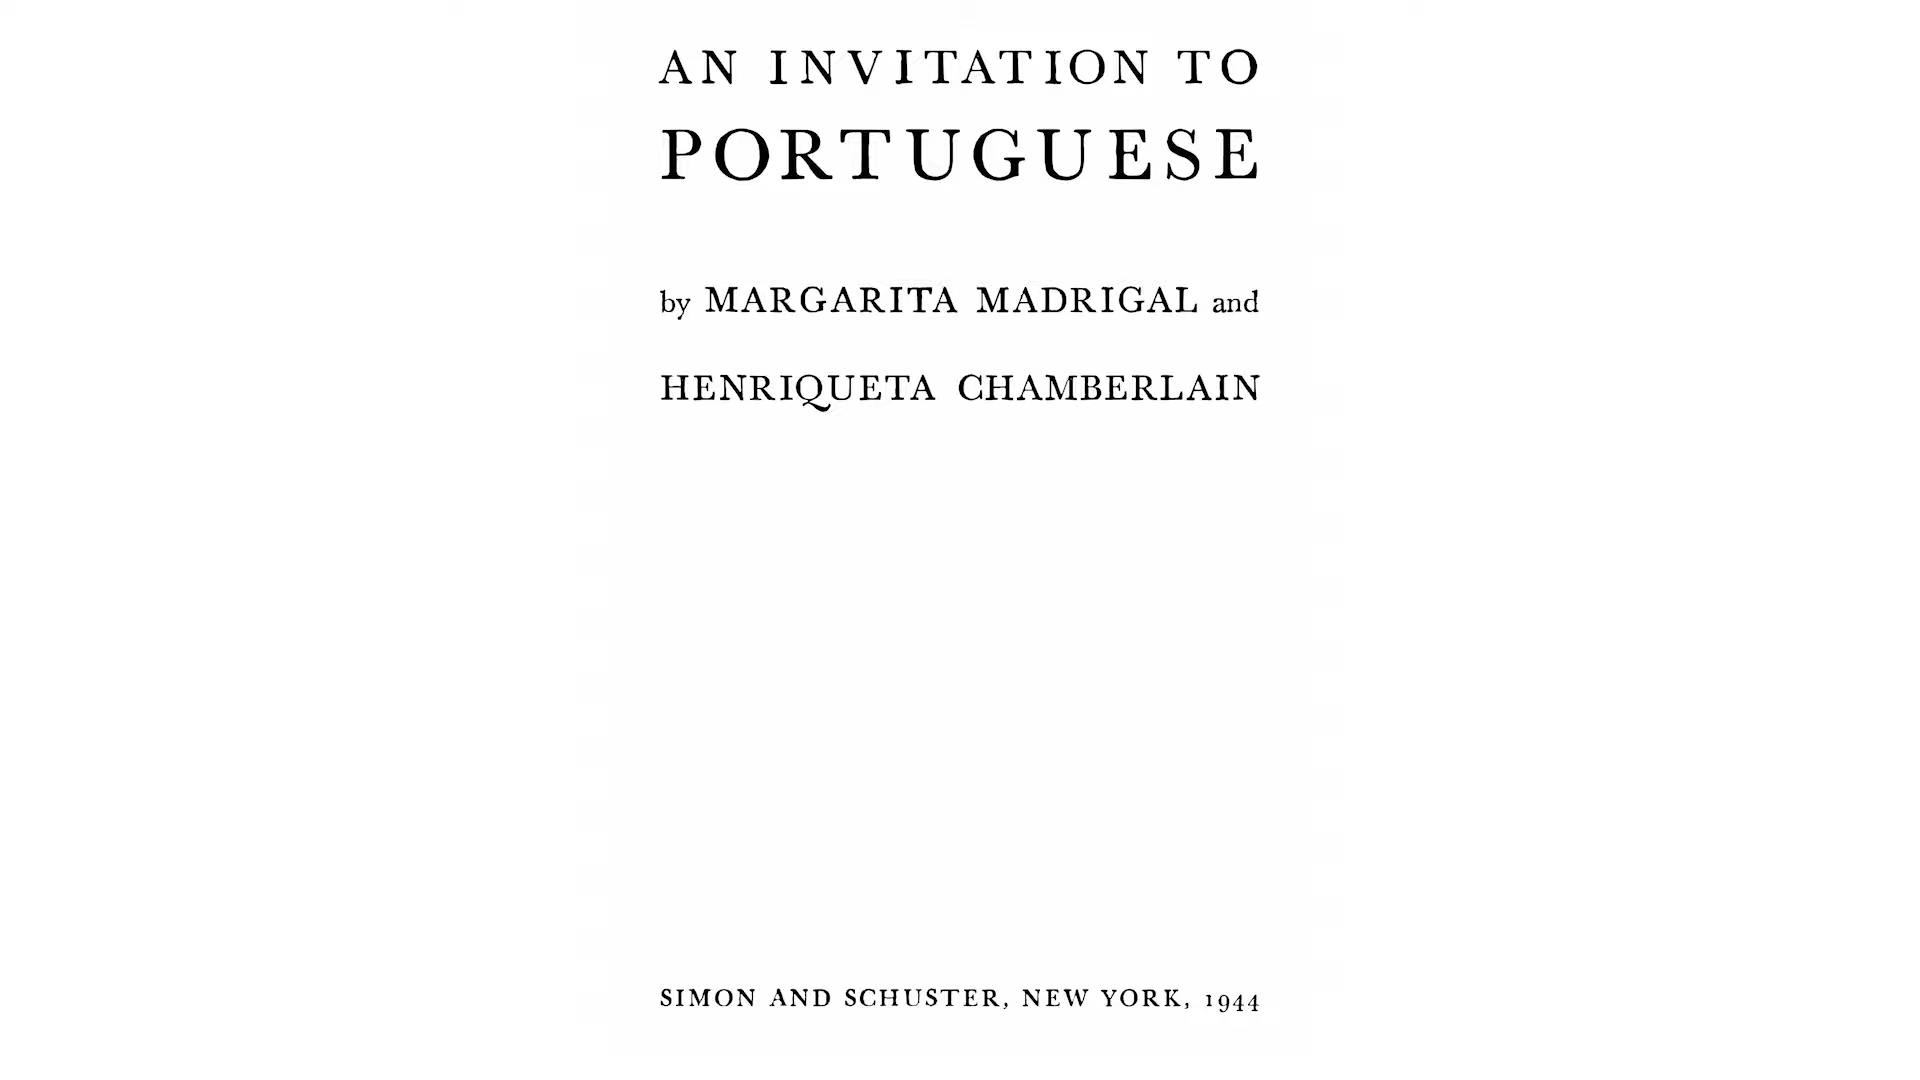 AN INVITATION TO
PORTUGUESE
by MARGARITA MADRIGAL and
HENRIQUETA CHAMBERLAIN
SIMON AND SCHUSTER, NEW YORK, 1944